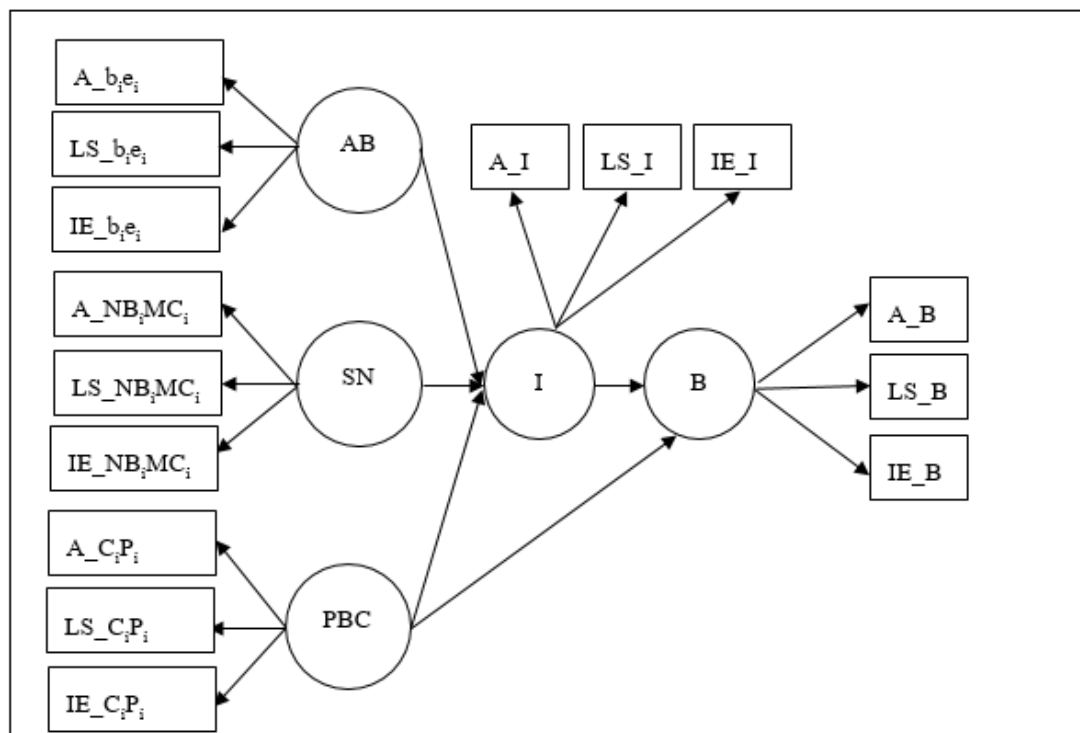 A_bᵢeᵢ
LS_bᵢeᵢ
IE_bᵢeᵢ
AB
A_I
LS_I
IE_I
A_NBᵢMCᵢ
LS_NBᵢMCᵢ
IE_NBᵢMCᵢ
SN
I
B
A_B
LS_B
IE_B
A_CᵢPᵢ
LS_CᵢPᵢ
IE_CᵢPᵢ
PBC